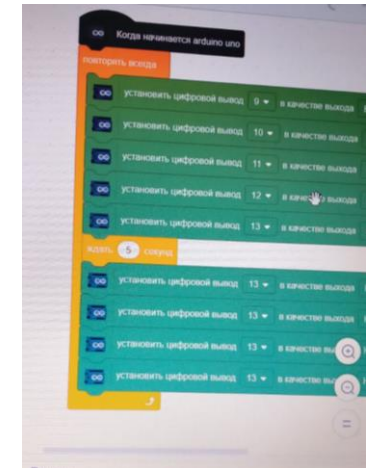 Когда начинается arduino uno
повторять всегда
установить цифровой вывод 9 в качестве выхода
установить цифровой вывод 10 в качестве выхода
установить цифровой вывод 11 в качестве выхода
установить цифровой вывод 12 в качестве выхода
установить цифровой вывод 13 в качестве выхода
ждать 5 секунд
установить цифровой вывод 13 в качестве выхода
установить цифровой вывод 13 в качестве выхода
установить цифровой вывод 13 в качестве
установить цифровой вывод 13 в качестве